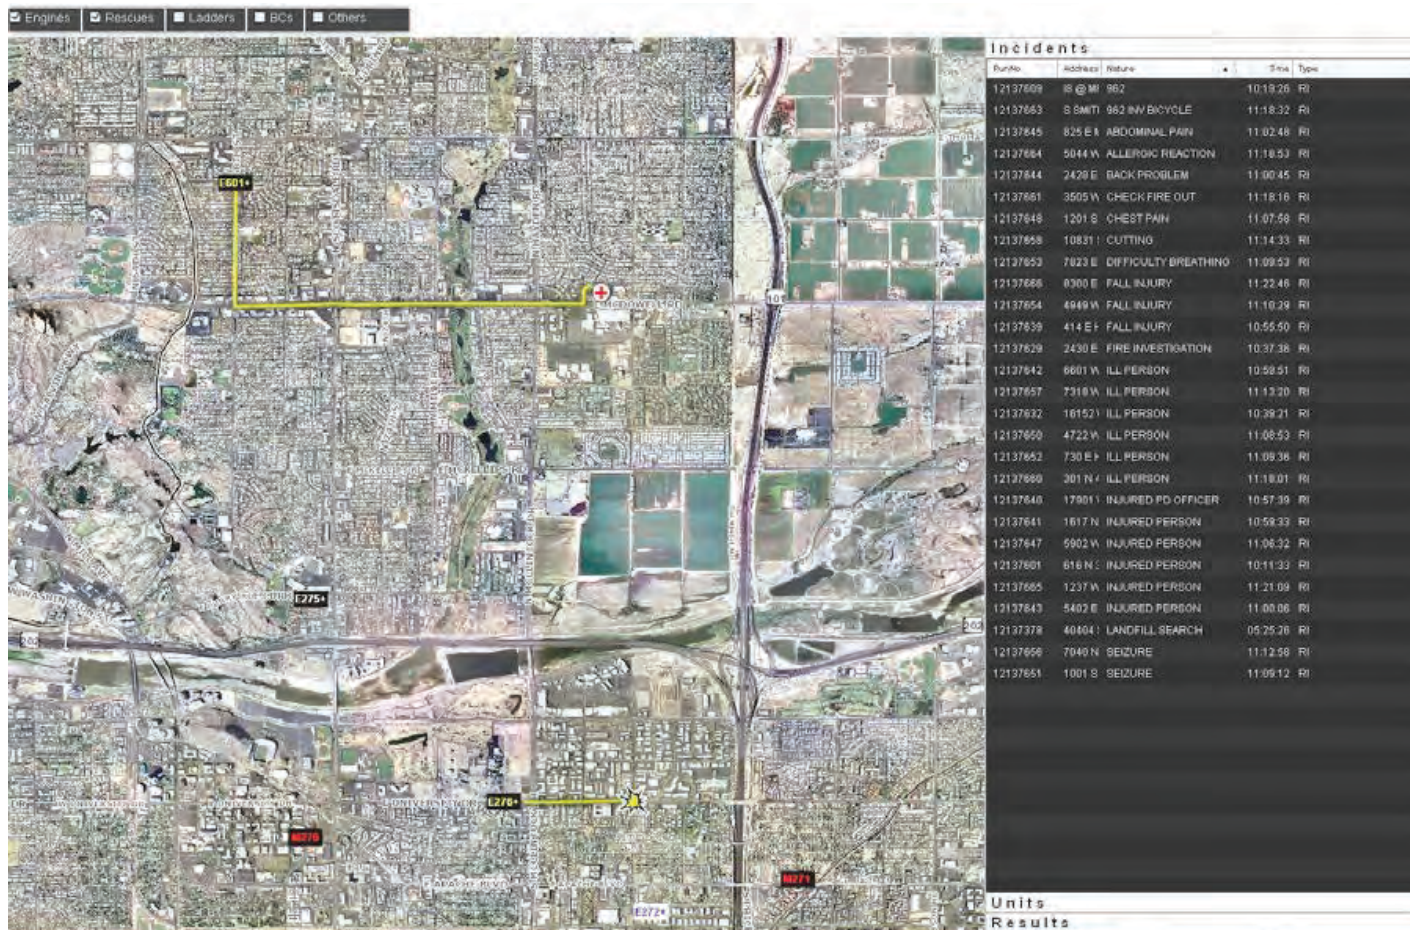 Engines Rescues Ladders BCs Others
Incidents
RunNo Address Nature Time Type
12137609 IB @ MI 962 10:19:26 RI
12137663 S SMITI 962 INV BICYCLE 11:18:32 RI
12137645 825 E ABDOMINAL PAIN 11:02:48 RI
12137664 5044 W ALLERGIC REACTION 11:18:53 RI
12137644 2428 E BACK PROBLEM 11:00:45 RI
12137661 3505 W CHECK FIRE OUT 11:18:16 RI
12137648 1201 S CHEST PAIN 11:07:58 RI
12137658 10831 CUTTING 11:14:33 RI
12137653 7823 E DIFFICULTY BREATHING 11:09:53 RI
12137666 8300 E FALL INJURY 11:22:46 RI
12137654 4949 W FALL INJURY 11:10:29 RI
12137639 414 E FALL INJURY 10:55:50 RI
12137629 2430 E FIRE INVESTIGATION 10:37:38 RI
12137642 6601 W ILL PERSON 10:59:51 RI
12137657 7318 W ILL PERSON 11:13:20 RI
12137632 16152 ILL PERSON 10:39:21 RI
12137650 4722 W ILL PERSON 11:08:53 RI
12137652 730 E ILL PERSON 11:09:36 RI
12137660 301 N ILL PERSON 11:18:01 RI
12137640 17901 INJURED PD OFFICER 10:57:39 RI
12137641 1617 N INJURED PERSON 10:59:33 RI
12137647 5902 W INJURED PERSON 11:06:32 RI
12137601 616 N INJURED PERSON 10:11:33 RI
12137665 1237 W INJURED PERSON 11:21:09 RI
12137643 5402 E INJURED PERSON 11:00:06 RI
12137378 40404 LANDFILL SEARCH 05:25:26 RI
12137656 7040 N SEIZURE 11:12:58 RI
12137651 1001 S SEIZURE 11:09:12 RI
Units
Results
E601+
101
E275+
202
202
E276+
M276
M271
E272+